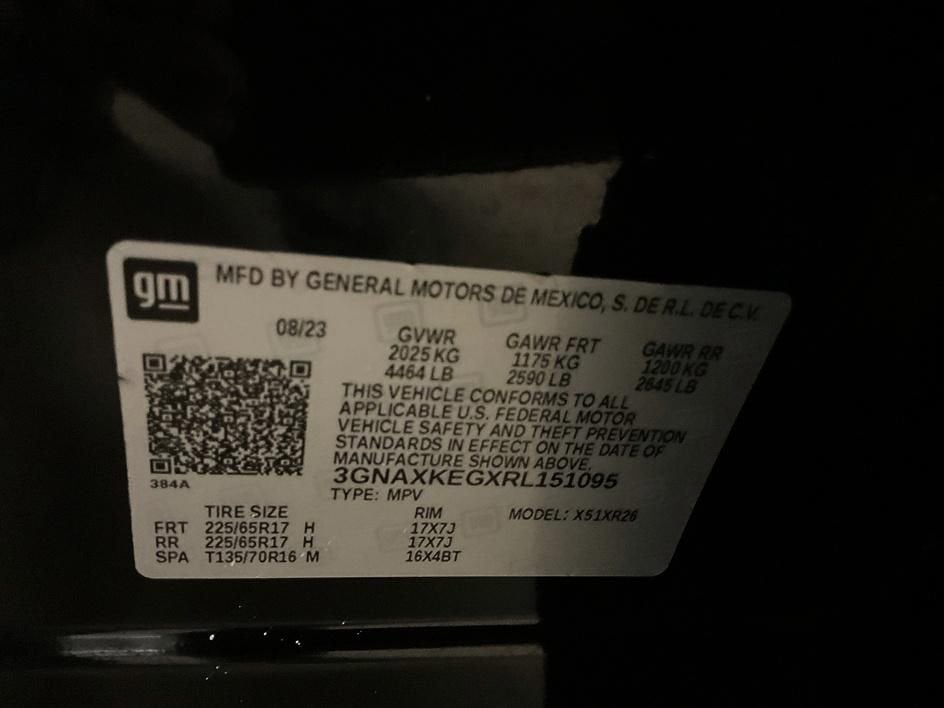 gm
MFD BY GENERAL MOTORS DE MEXICO, S. DE R.L. DE C.V.
08/23
GVWR GAWR FRT GAWR RR
2025 KG 1175 KG 1200 KG
4464 LB 2590 LB 2645 LB
THIS VEHICLE CONFORMS TO ALL
APPLICABLE U.S. FEDERAL MOTOR
VEHICLE SAFETY AND THEFT PREVENTION
STANDARDS IN EFFECT ON THE DATE OF
MANUFACTURE SHOWN ABOVE.
384A
3GNAXKEGXRL151095
TYPE: MPV
TIRE SIZE RIM MODEL: X51XR26
FRT 225/65R17 H 17X7J
RR 225/65R17 H 17X7J
SPA T135/70R16 M 16X4BT